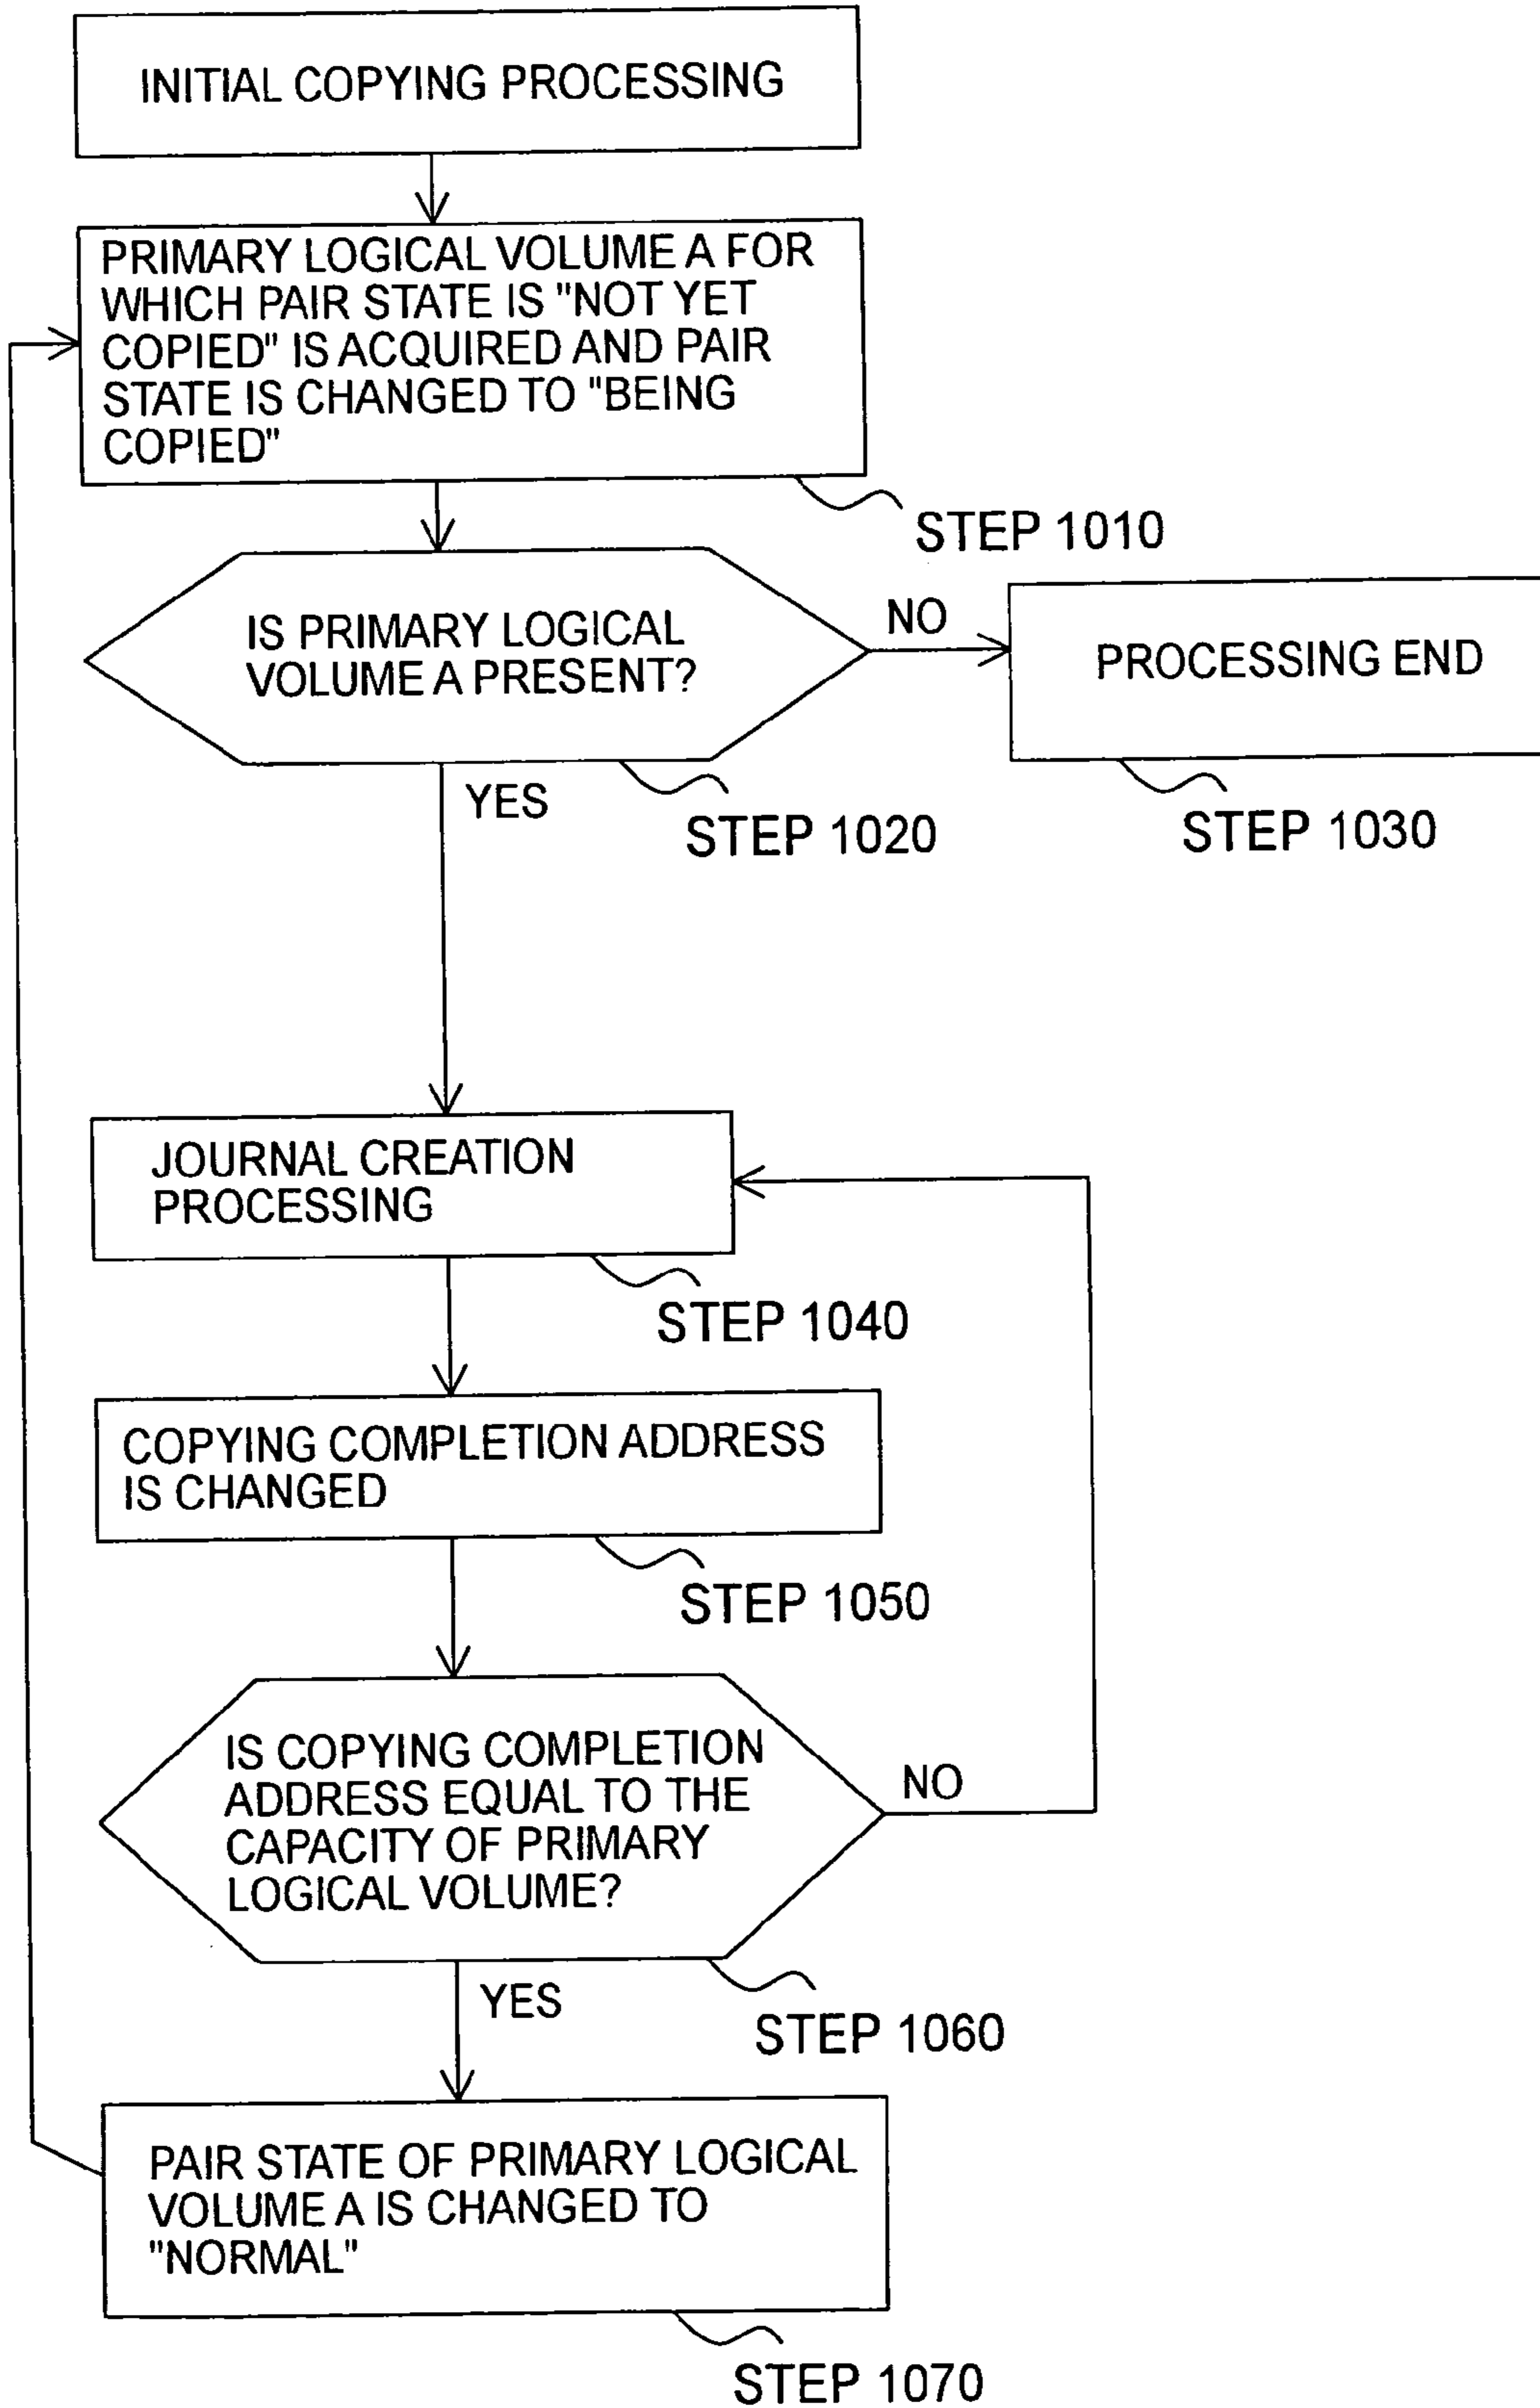 INITIAL COPYING PROCESSING
PRIMARY LOGICAL VOLUME A FOR
WHICH PAIR STATE IS "NOT YET
COPIED" IS ACQUIRED AND PAIR
STATE IS CHANGED TO "BEING
COPIED"
STEP 1010
IS PRIMARY LOGICAL
VOLUME A PRESENT?
NO
PROCESSING END
YES
STEP 1020
STEP 1030
JOURNAL CREATION
PROCESSING
STEP 1040
COPYING COMPLETION ADDRESS
IS CHANGED
STEP 1050
IS COPYING COMPLETION
ADDRESS EQUAL TO THE
CAPACITY OF PRIMARY
LOGICAL VOLUME?
NO
YES
STEP 1060
PAIR STATE OF PRIMARY LOGICAL
VOLUME A IS CHANGED TO
"NORMAL"
STEP 1070